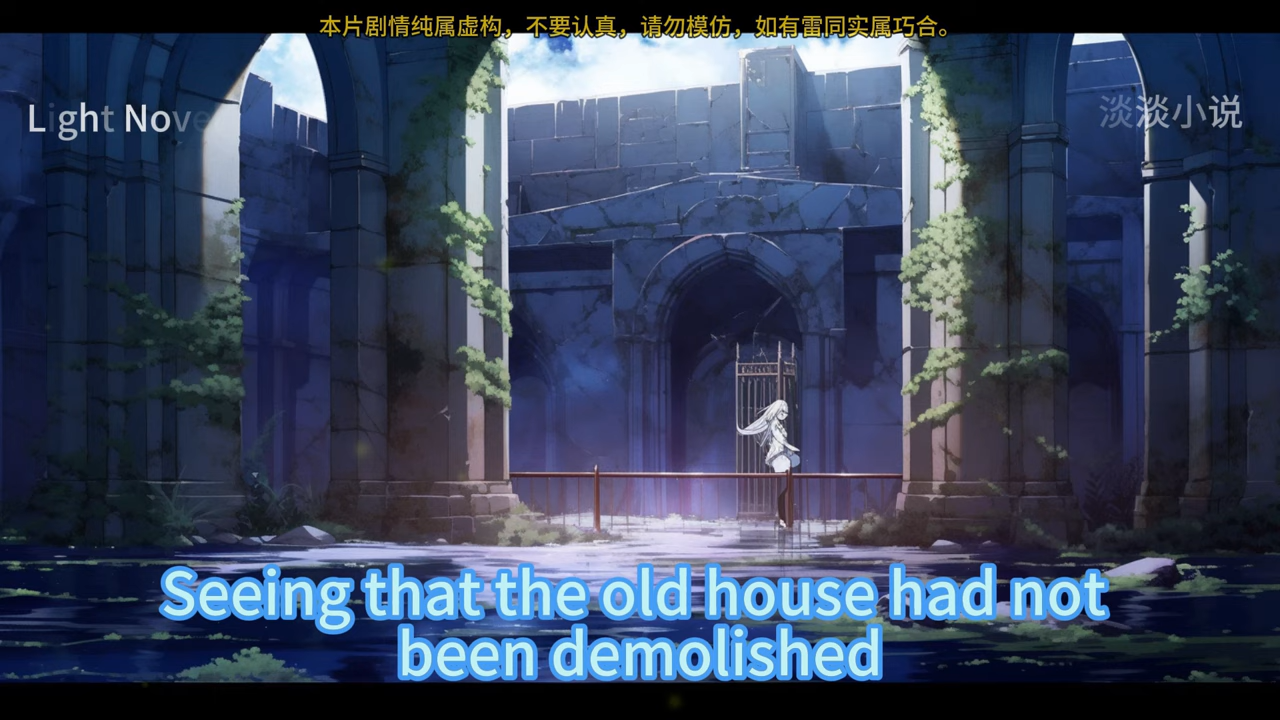 本片剧情纯属虚构，不要认真，请勿模仿，如有雷同实属巧合。
Light Nove
淡淡小说
Seeing that the old house had not
been demolished